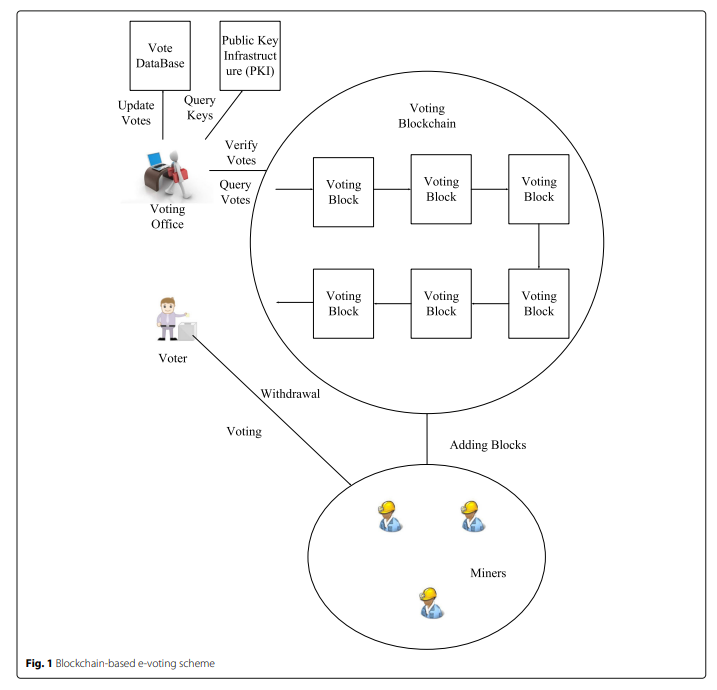 Vote
DataBase
Public Key
Infrastruct
ure (PKI)
Update
Votes
Query
Keys
Verify
Votes
Query
Votes
Voting
Office
Voting
Blockchain
Voting
Block
Voting
Block
Voting
Block
Voting
Block
Voting
Block
Voting
Block
Voter
Withdrawal
Voting
Adding Blocks
Miners
Fig. 1 Blockchain-based e-voting scheme